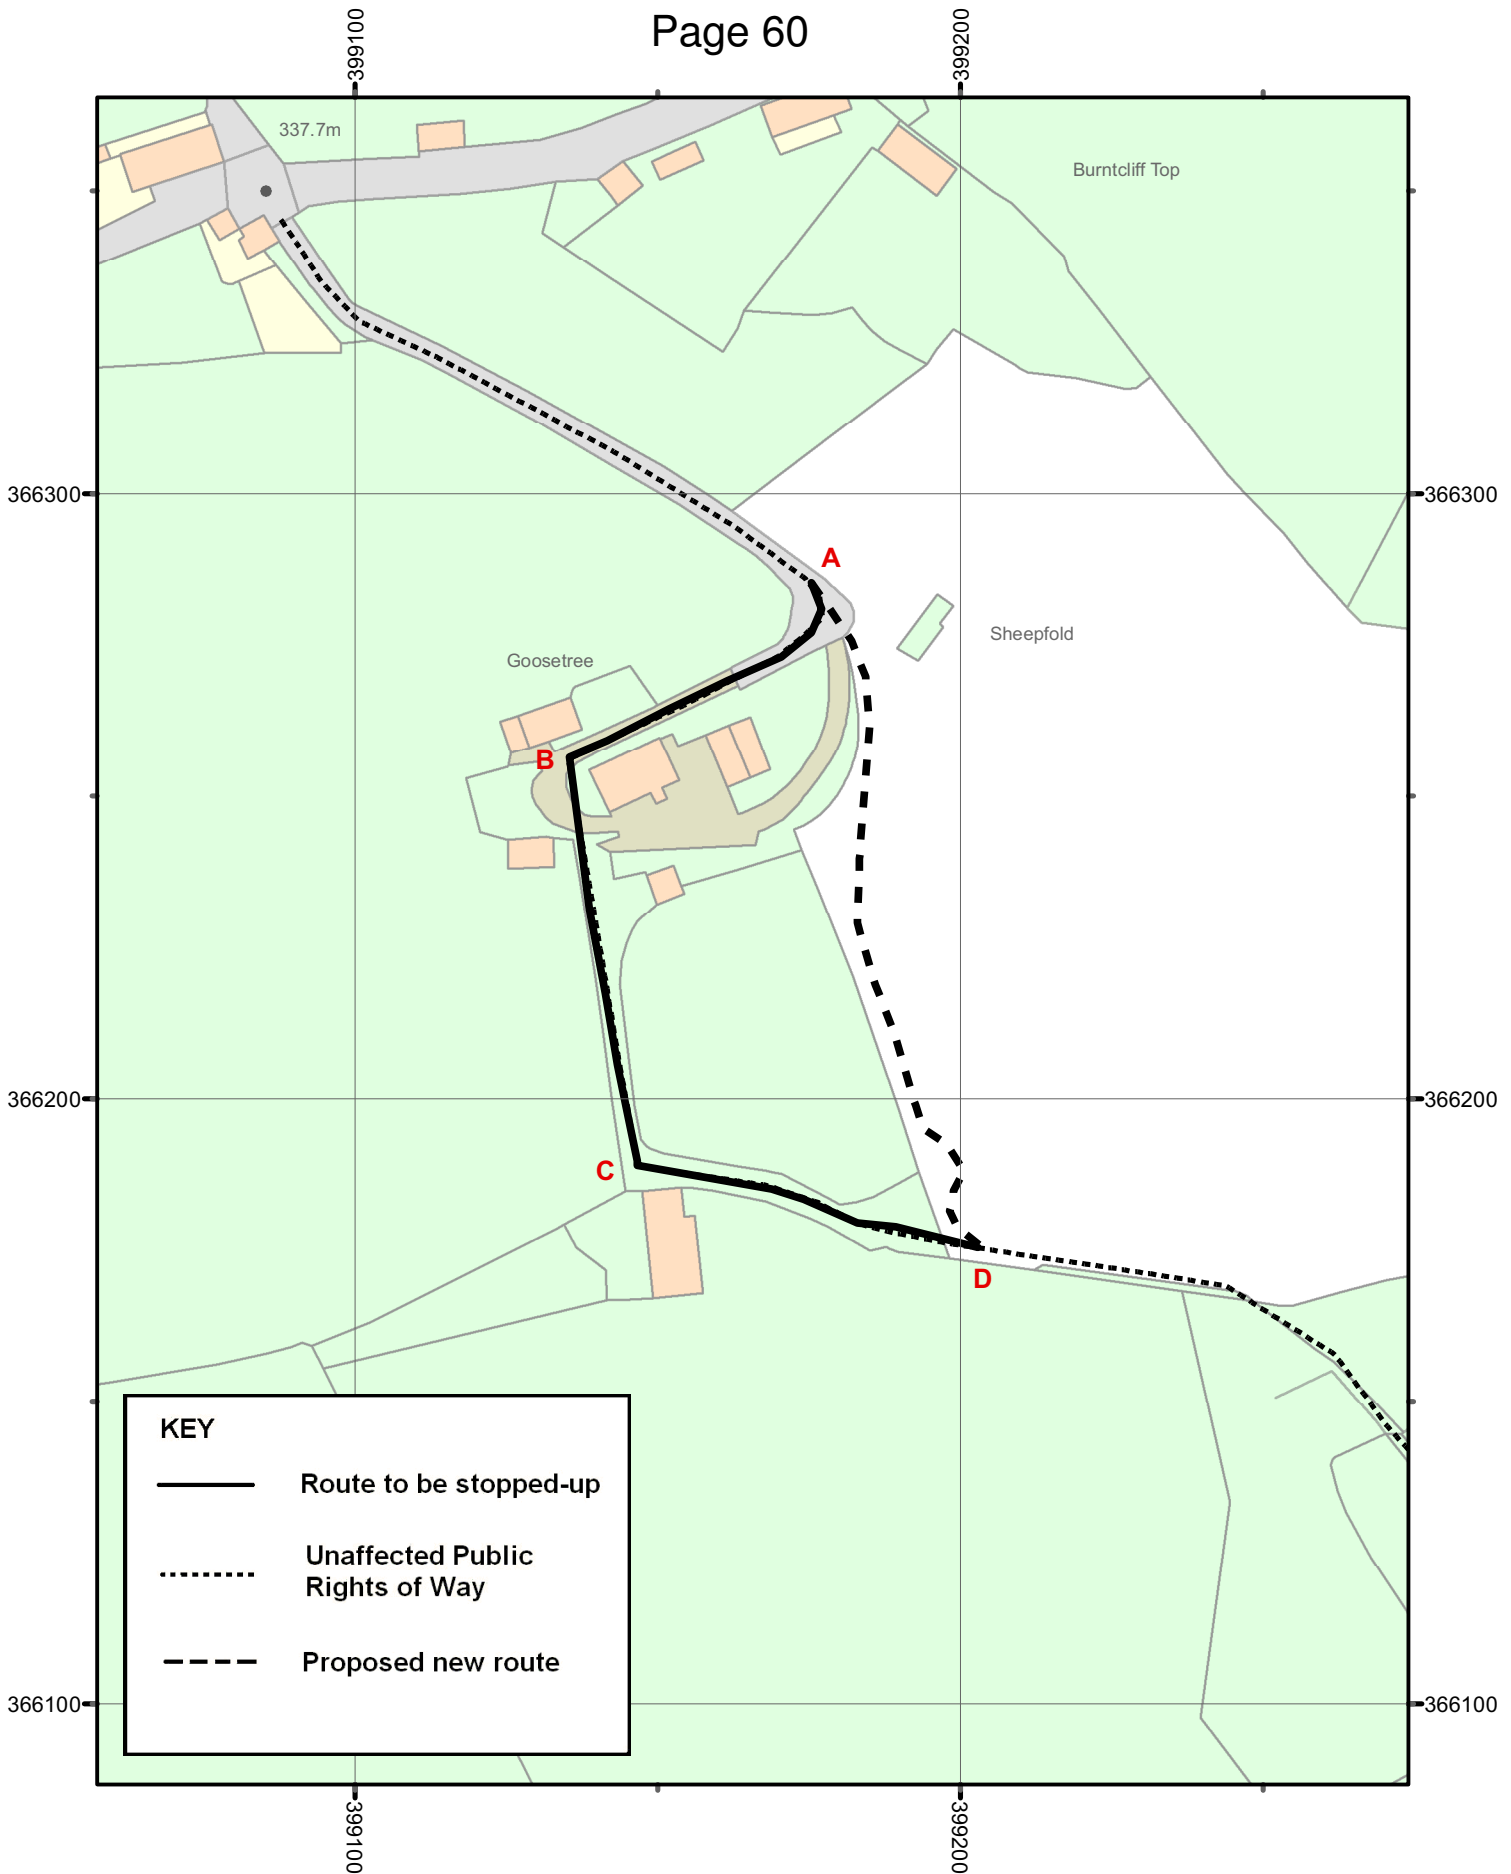 Page 60
399100
399200
337.7m
Burntcliff Top
366300
366300
A
Sheepfold
Goosetree
B
366200
366200
C
D
KEY
Route to be stopped-up
Unaffected Public
Rights of Way
Proposed new route
366100
366100
399100
399200